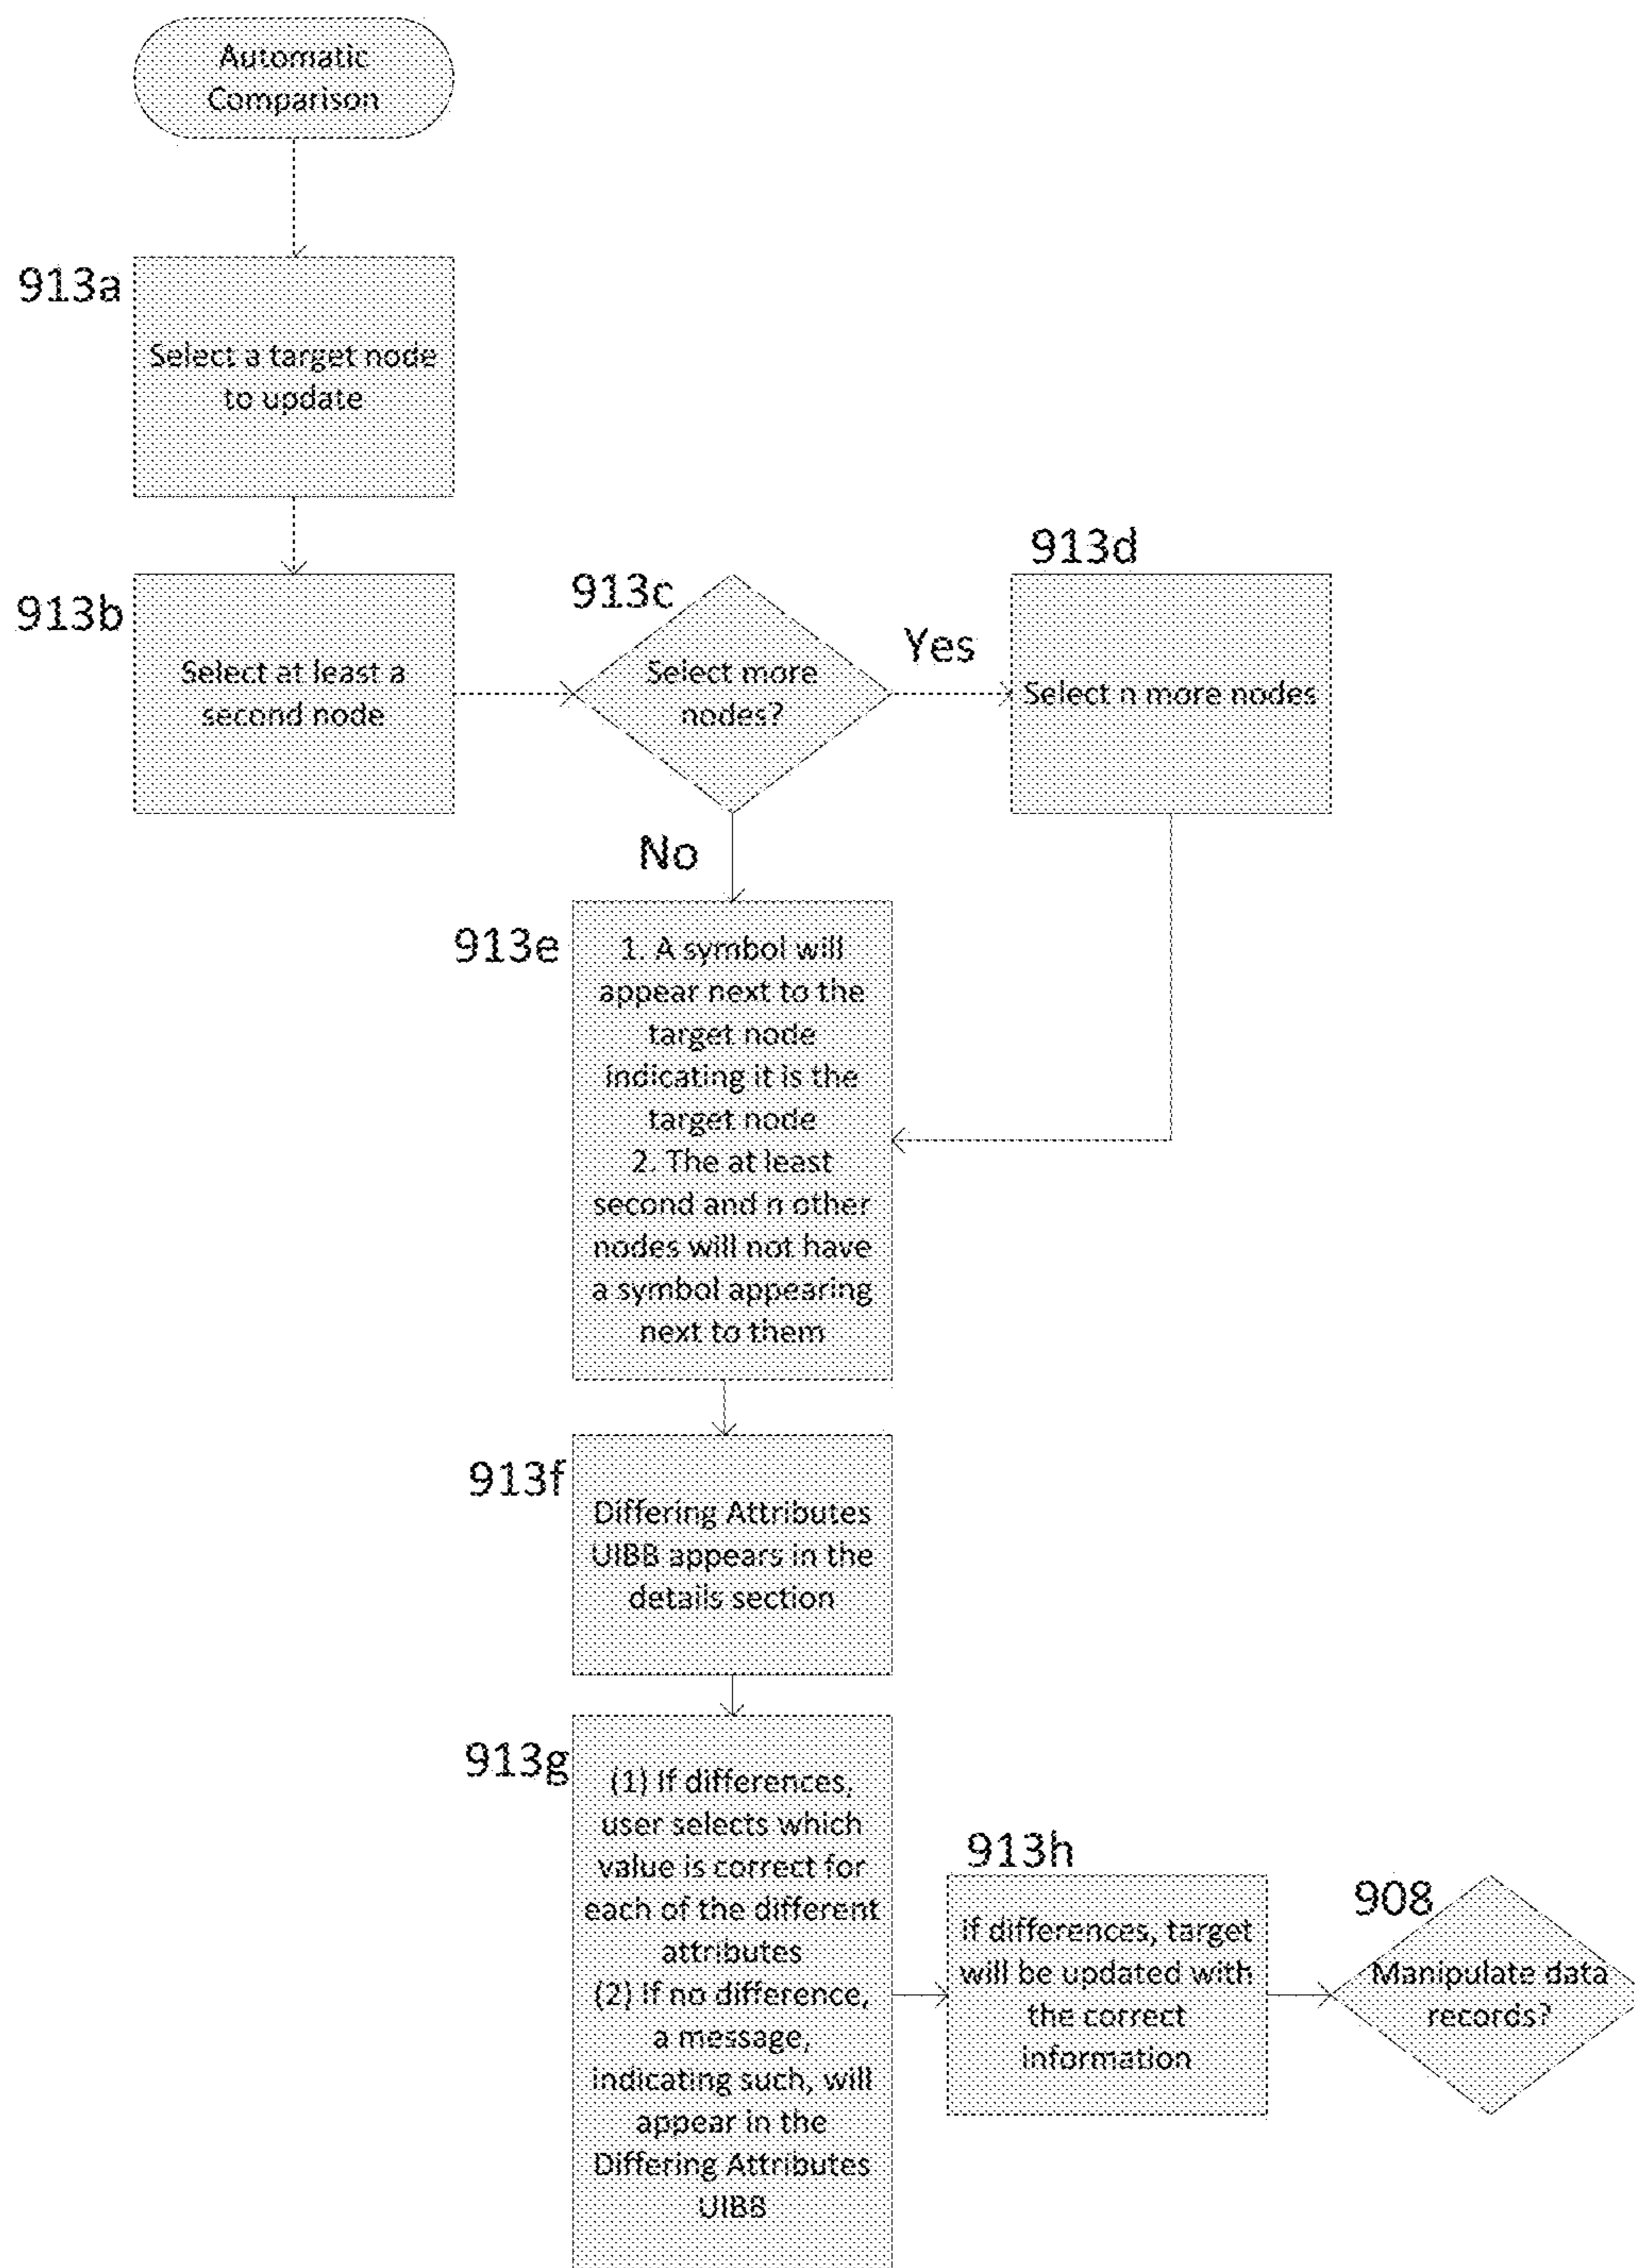 Automatic
Comparison
913a
Select a target node
to update
913b
Select at least a
second node
913c
Select more
nodes?
Yes
913d
Select n more nodes
No
913e
1. A symbol will
appear next to the
target node
indicating it is the
target node
2. The at least
second and n other
nodes will not have
a symbol appearing
next to them
913f
Differing Attributes
UIBB appears in the
details section
913g
(1) If differences,
user selects which
value is correct for
each of the different
attributes
(2) If no difference,
a message,
indicating such, will
appear in the
Differing Attributes
UIBB
913h
If differences, target
will be updated with
the correct
information
908
Manipulate data
records?